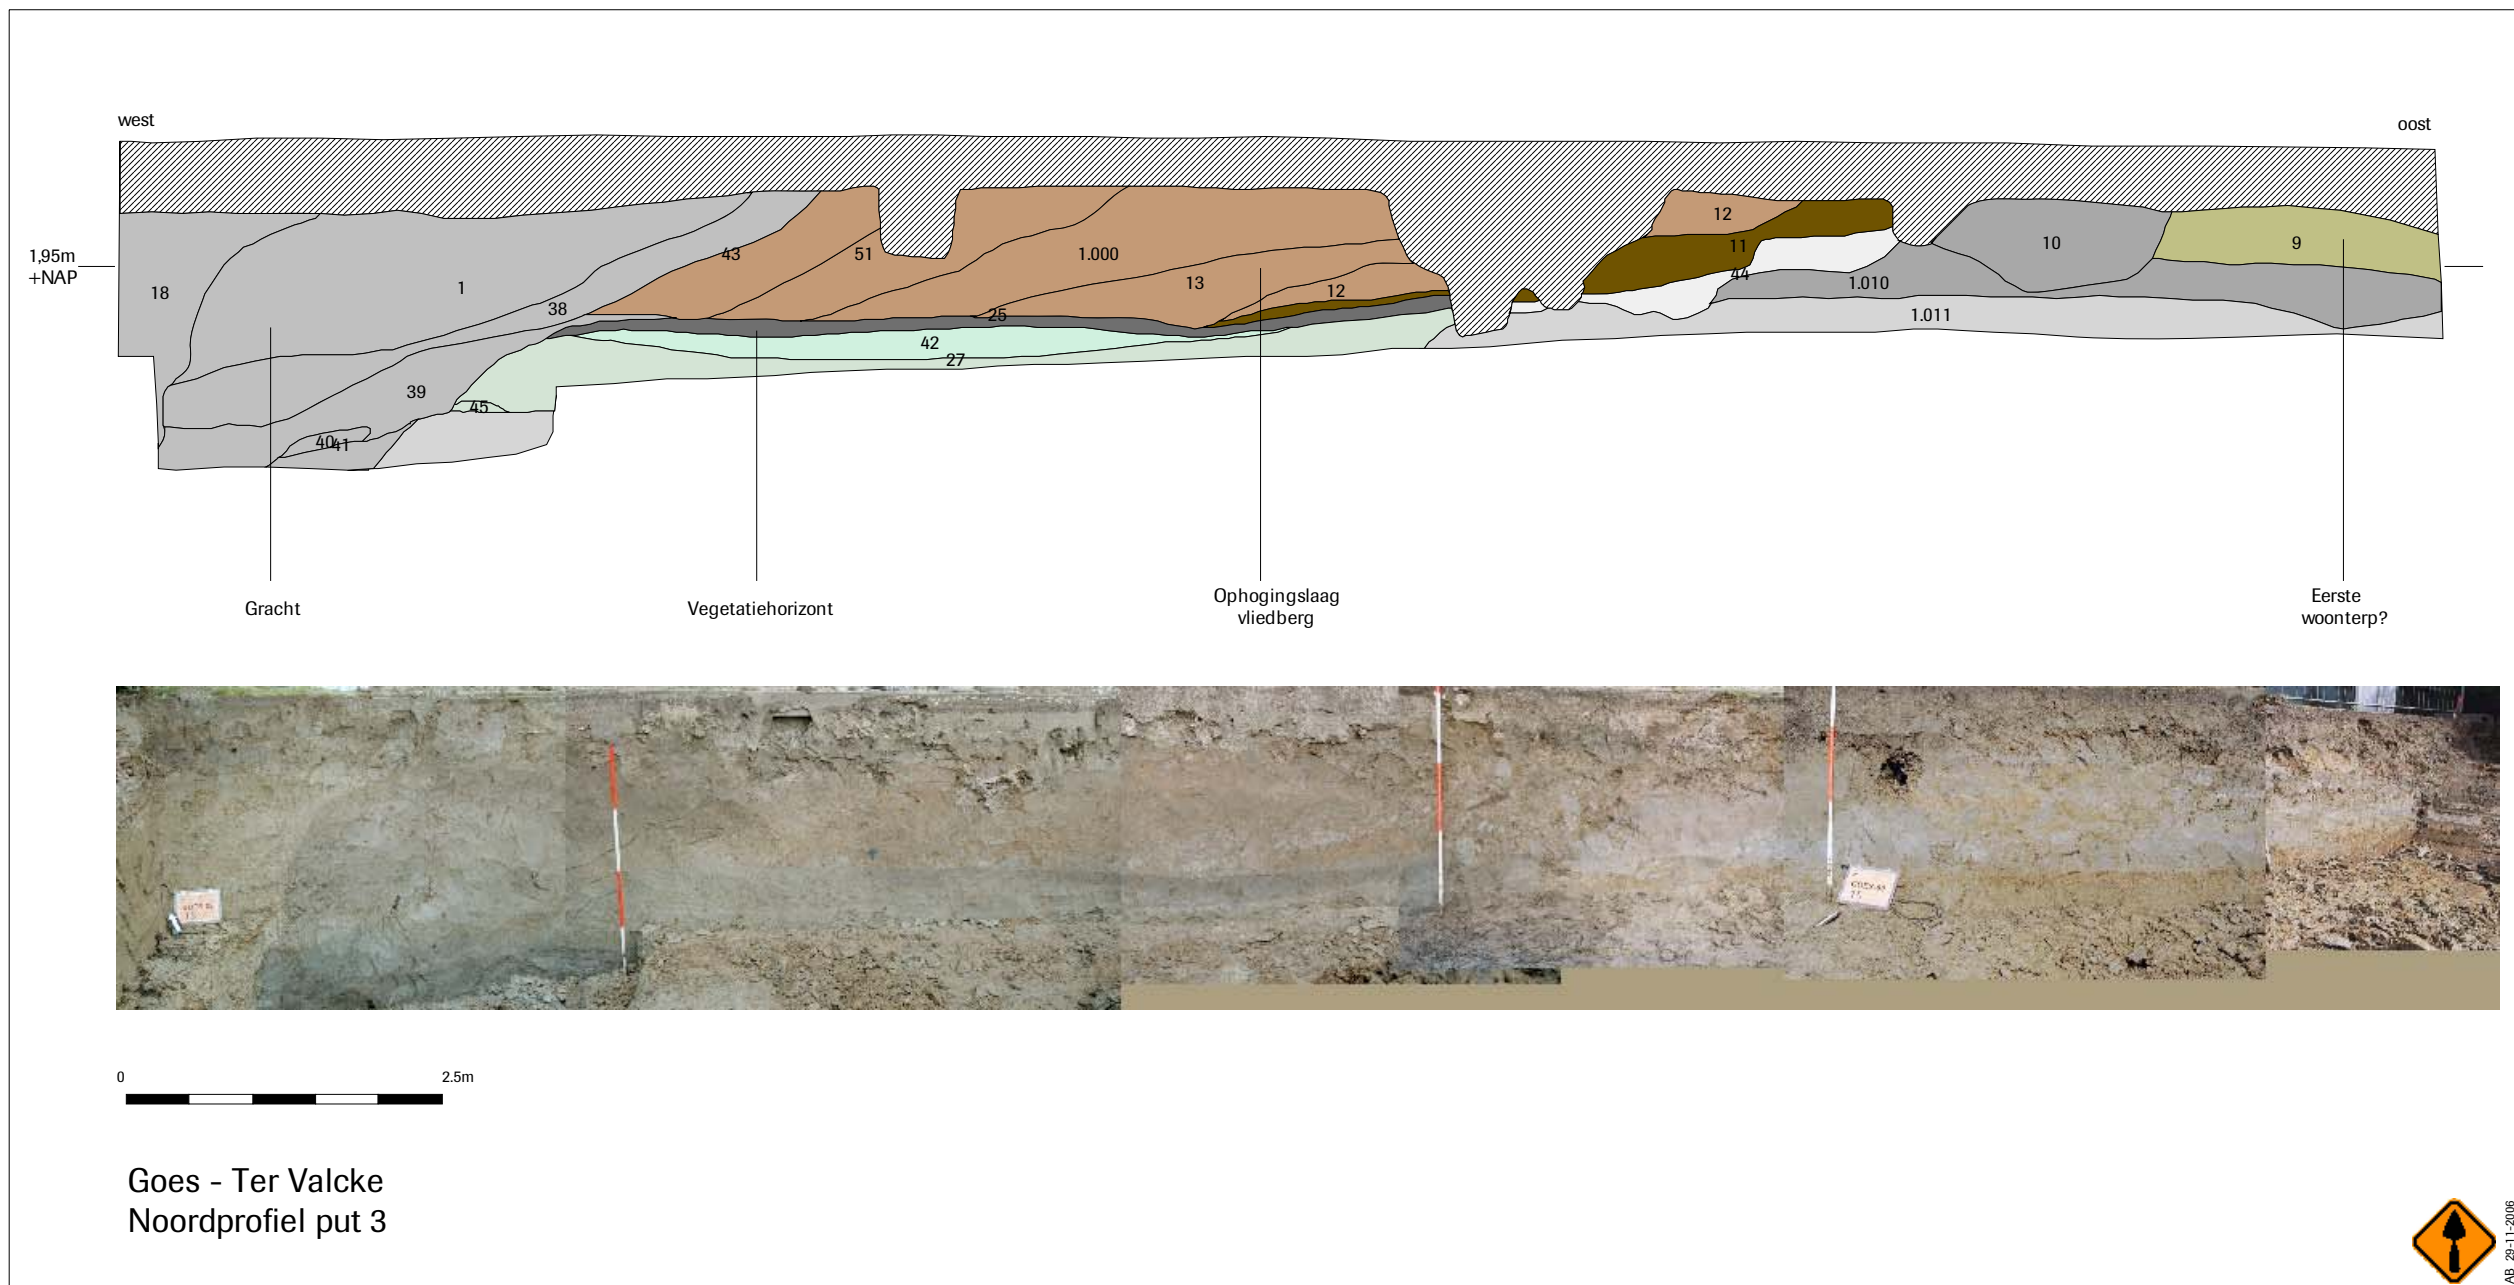 west
oost
1,95m
+NAP
18
1
43
51
1.000
13
12
12
11
44
10
9
1.010
1.011
38
25
42
27
39
45
40
41
Gracht
Vegetatiehorizont
Ophogingslaag
vliedberg
Eerste
woonterp?
0
2.5m
Goes - Ter Valcke
Noordprofiel put 3
AB 29-11-2006